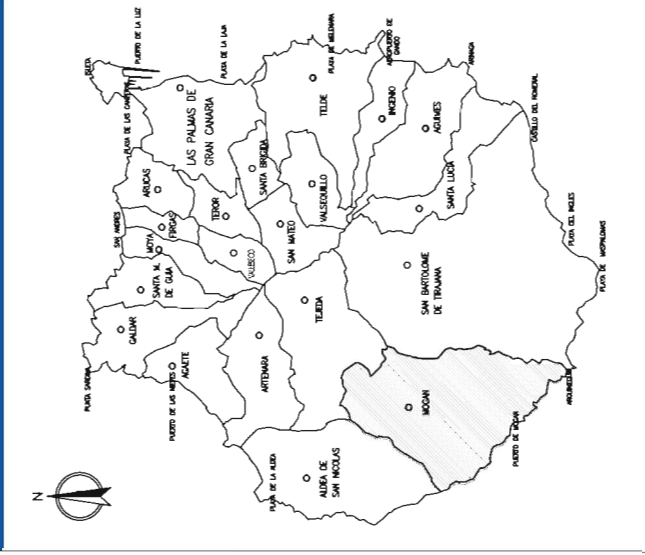 N
ISLETA
PUERTO DE LA LUZ
PLAYA DE LAS CANTERAS
PLAYA DE LA LAJA
LAS PALMAS DE
GRAN CANARIA
SAN ANDRES
ARUCAS
FIRGAS
MOYA
SANTA M.
DE GUIA
GALDAR
PUNTA SARDINA
PUERTO DE LAS NIEVES
AGAETE
TEROR
VALLESECO
SANTA BRIGIDA
SAN MATEO
TELDE
PLAYA DE MELENARA
AEROPUERTO DE
GANDO
VALSEQUILLO
INGENIO
AGUIMES
ARINAGA
ARTENARA
TEJEDA
PLAYA DE LA ALDEA
ALDEA DE
SAN NICOLAS
SANTA LUCIA
CASTILLO DEL ROMERAL
SAN BARTOLOME
DE TIRAJANA
MOGAN
PUERTO DE MOGAN
ARGUINEGUIN
PLAYA DEL INGLES
PLAYA DE MASPALOMAS